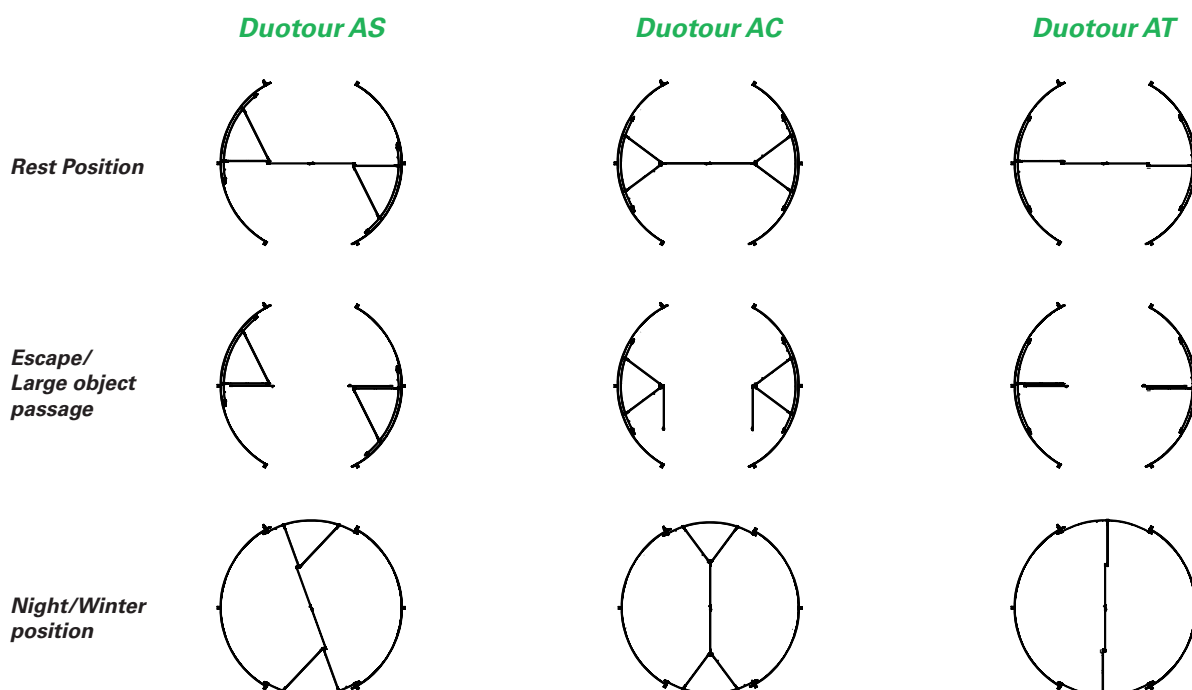 Duotour AS
Duotour AC
Duotour AT
Rest Position
Escape/
Large object
passage
Night/Winter
position